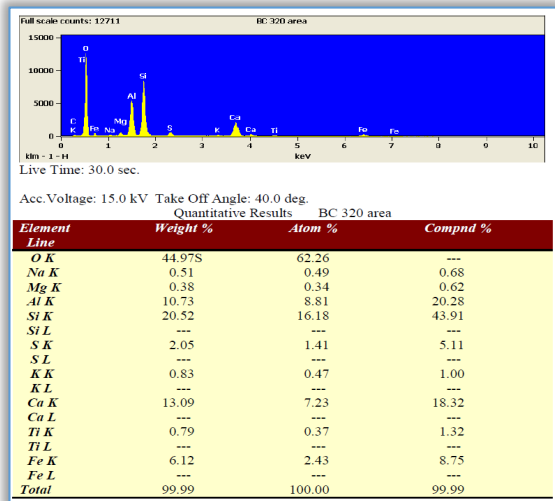 Full scale counts: 12711 BC 320 area
15000
10000
5000
0
O
Ti
C
K Fe Na Mg Al Si S K Ca Ca Ti Fe Fe
0 1 2 3 4 5 6 7 8 9 10
klm - 1 - H keV
Live Time: 30.0 sec.
Acc.Voltage: 15.0 kV Take Off Angle: 40.0 deg.
Quantitative Results BC 320 area
Element Weight % Atom % Compnd %
Line
O K 44.97S 62.26 ---
Na K 0.51 0.49 0.68
Mg K 0.38 0.34 0.62
Al K 10.73 8.81 20.28
Si K 20.52 16.18 43.91
Si L --- --- ---
S K 2.05 1.41 5.11
S L --- --- ---
K K 0.83 0.47 1.00
K L --- --- ---
Ca K 13.09 7.23 18.32
Ca L --- --- ---
Ti K 0.79 0.37 1.32
Ti L --- --- ---
Fe K 6.12 2.43 8.75
Fe L --- --- ---
Total 99.99 100.00 99.99